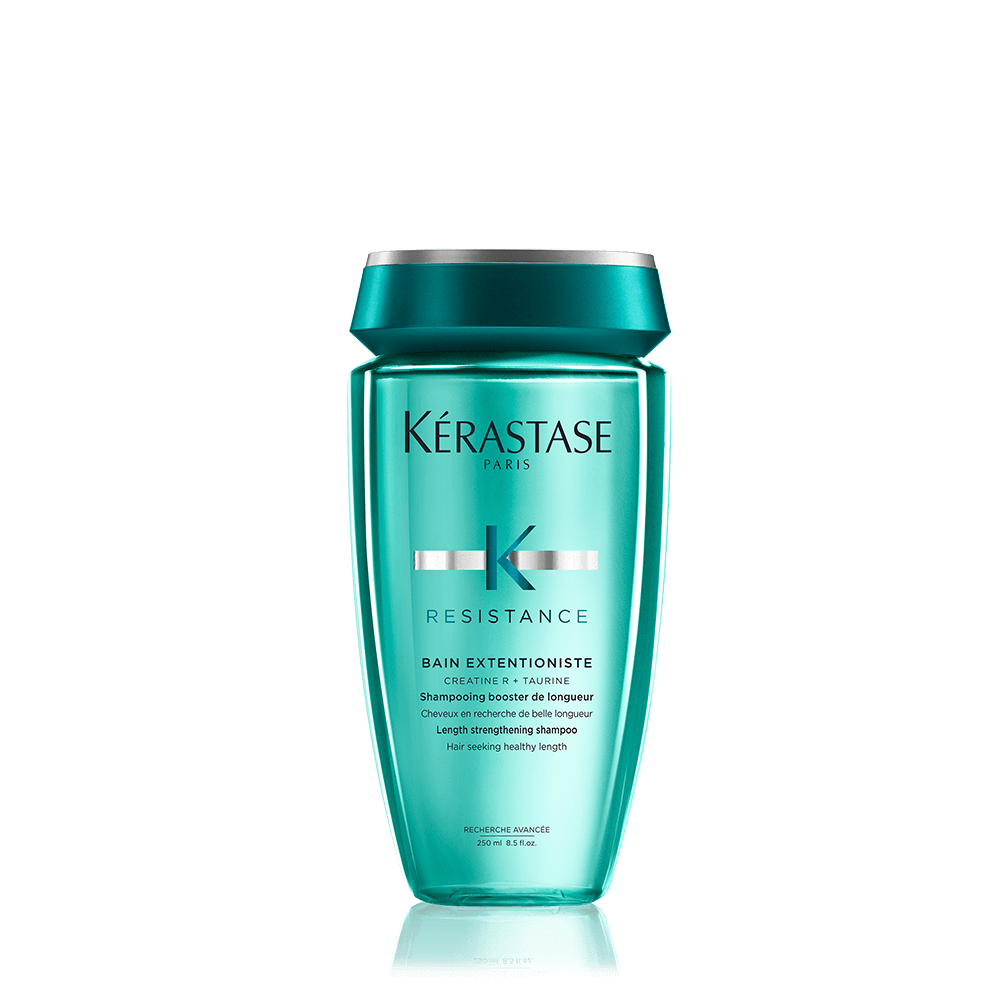 KÉRASTASE
PARIS
K
RESISTANCE
BAIN EXTENTIONISTE
CREATINE R + TAURINE
Shampooing booster de longueur
Cheveux en recherche de belle longueur
Length strengthening shampoo
Hair seeking healthy length
RECHERCHE AVANCÉE
250 ml 8.5 fl.oz.